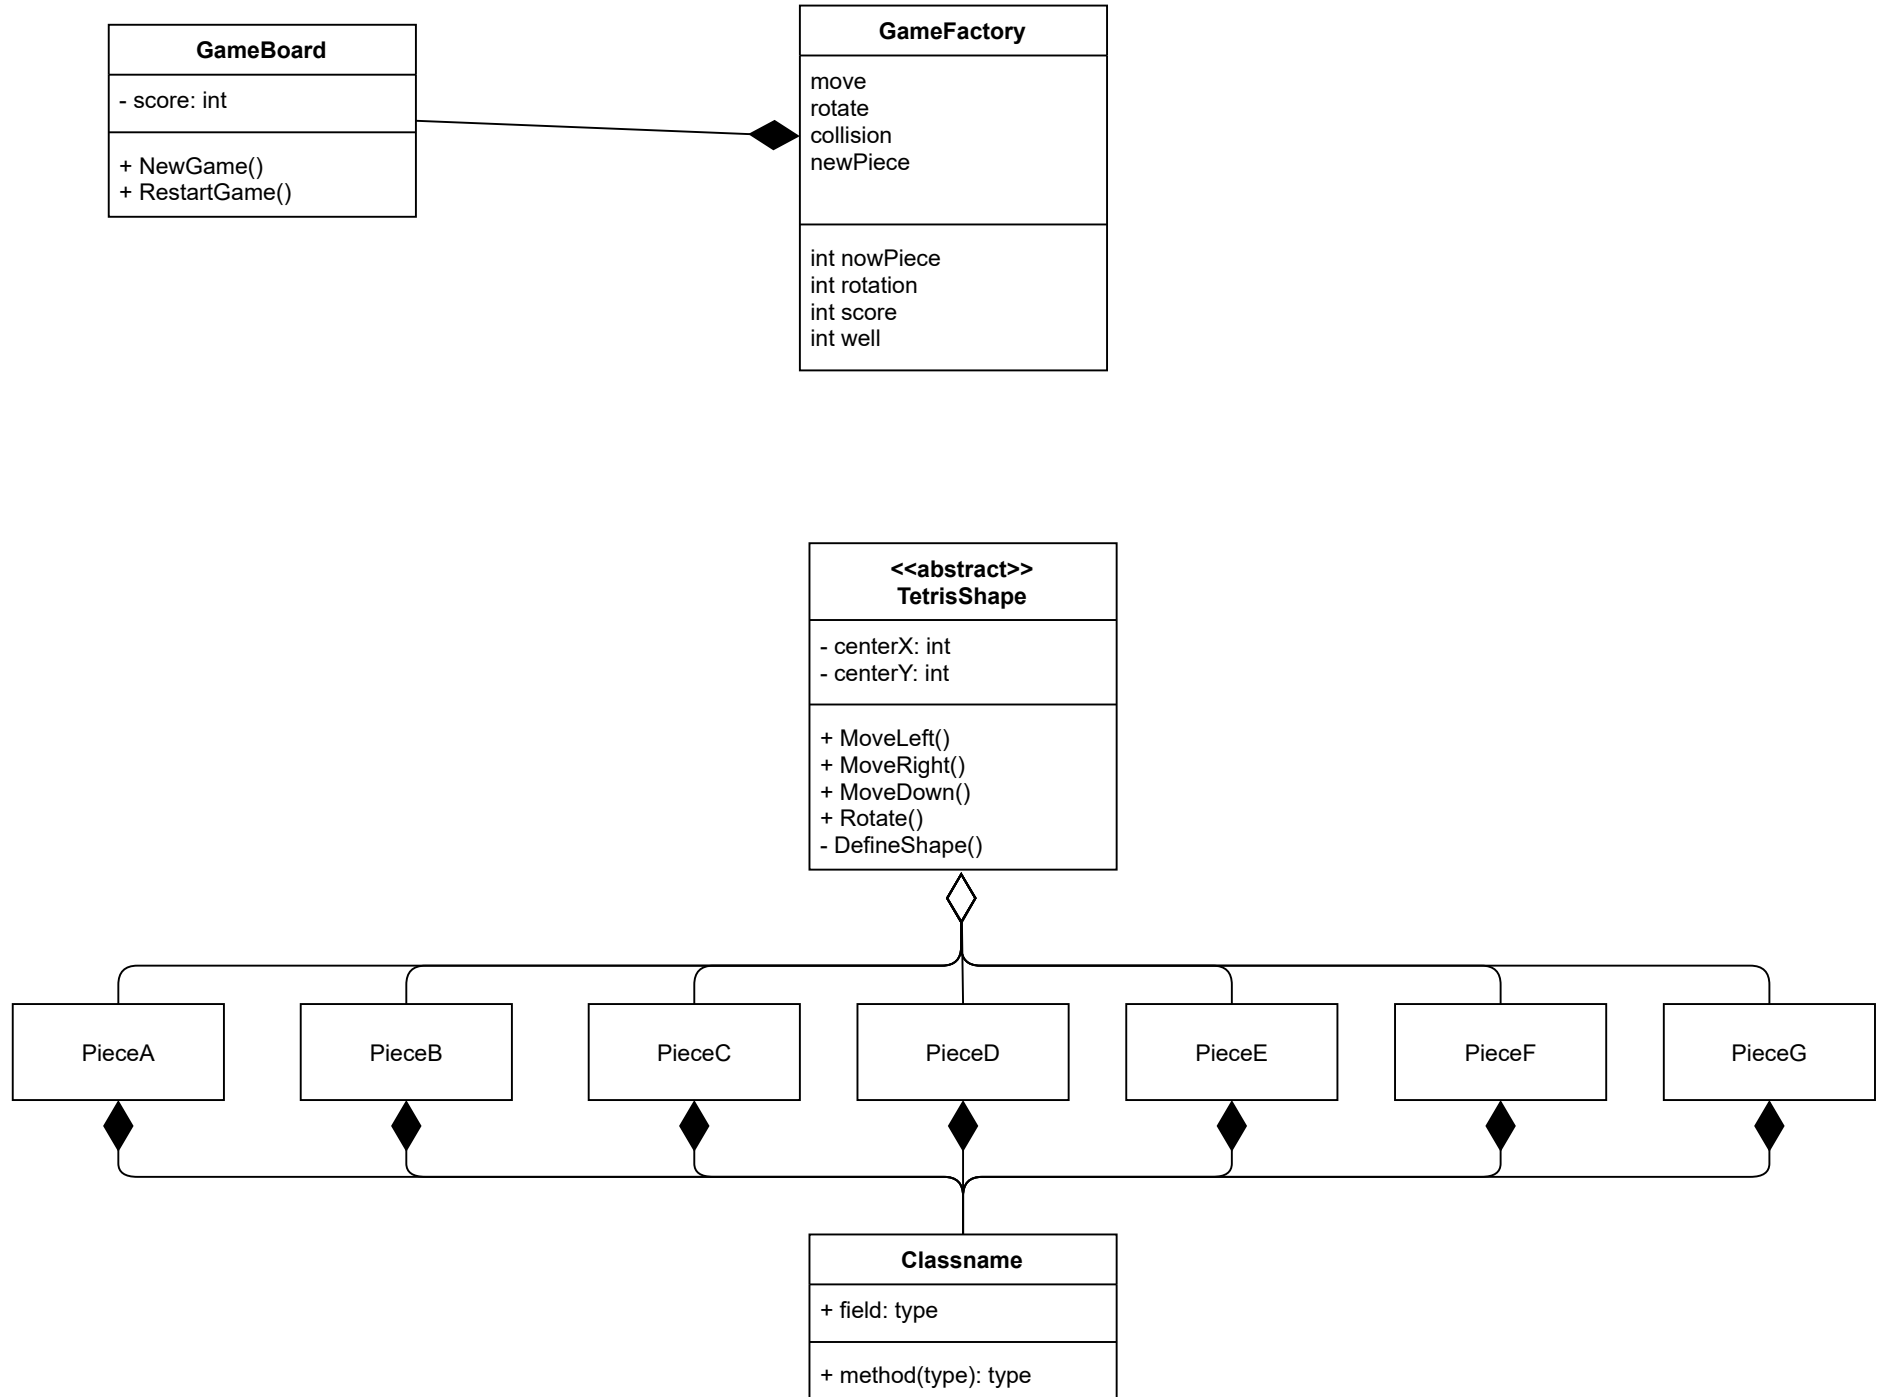 GameBoard
- score: int
+ NewGame()
+ RestartGame()
GameFactory
move
rotate
collision
newPiece
int nowPiece
int rotation
int score
int well
<<abstract>>
TetrisShape
- centerX: int
- centerY: int
+ MoveLeft()
+ MoveRight()
+ MoveDown()
+ Rotate()
- DefineShape()
PieceA
PieceB
PieceC
PieceD
PieceE
PieceF
PieceG
Classname
+ field: type
+ method(type): type